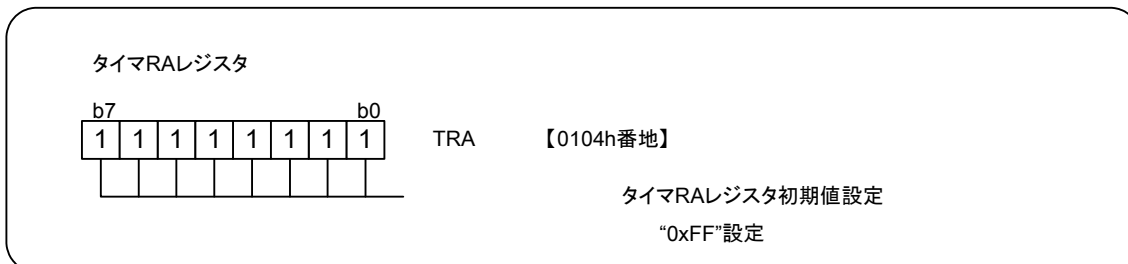 タイマRAレジスタ
b7 b0
1 1 1 1 1 1 1 1 TRA 【0104h番地】
タイマRAレジスタ初期値設定
“0xFF”設定